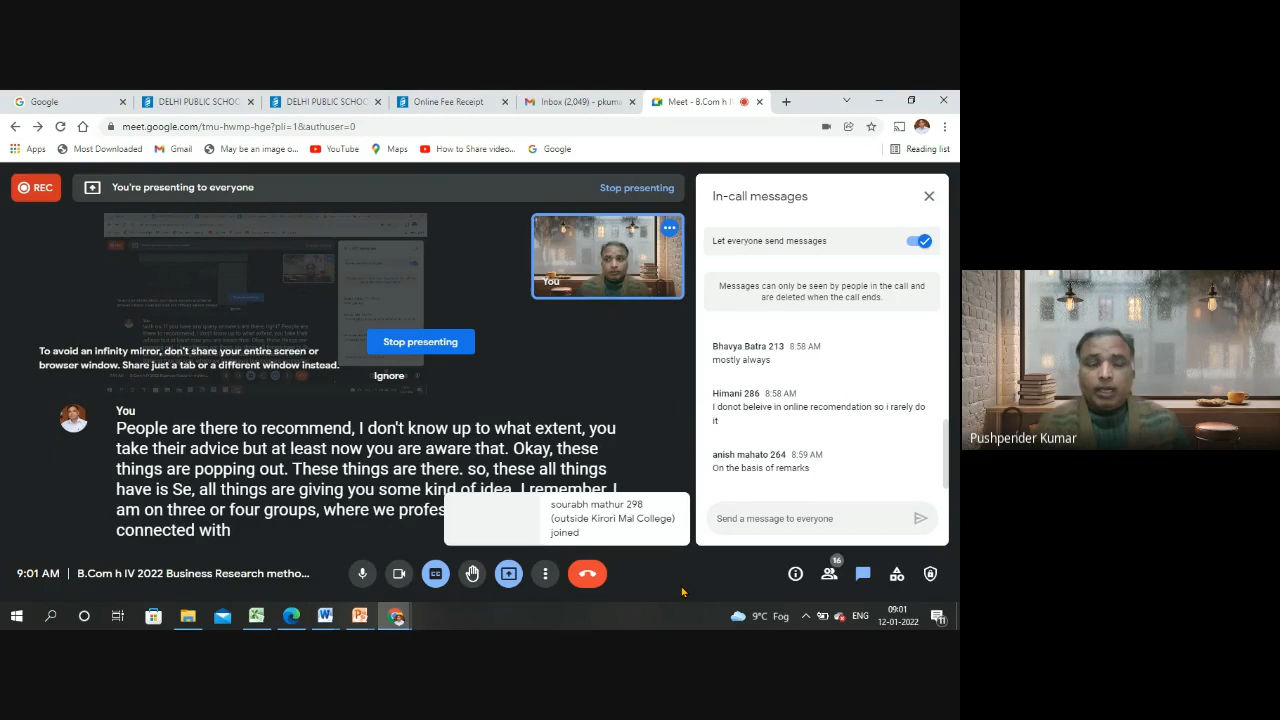 Google
DELHI PUBLIC SCHOO
DELHI PUBLIC SCHOO
Online Fee Receipt
Inbox (2,049) - pkuma
Meet - B.Com h I
meet.google.com/tmu-hwmp-hge?pli=1&authuser=0
Apps
Most Downloaded
Gmail
May be an image o...
YouTube
Maps
How to Share video...
Google
Reading list
REC
You're presenting to everyone
Stop presenting
You
To avoid an infinity mirror, don't share your entire screen or
browser window. Share just a tab or a different window instead.
Stop presenting
Ignore
You
People are there to recommend, I don't know up to what extent, you
take their advice but at least now you are aware that. Okay, these
things are popping out. These things are there. so, these all things
have is Se, all things are giving you some kind of idea. I remember, I
am on three or four groups, where we profes
connected with
sourabh mathur 298
(outside Kirori Mal College)
joined
In-call messages
Let everyone send messages
Messages can only be seen by people in the call and
are deleted when the call ends.
Bhavya Batra 213 8:58 AM
mostly always
Himani 286 8:58 AM
I donot beleive in online recomendation so i rarely do
it
anish mahato 264 8:59 AM
On the basis of remarks
Send a message to everyone
9:01 AM | B.Com h IV 2022 Business Research metho...
16
9°C Fog
ENG
09:01
12-01-2022
11
Pushpender Kumar